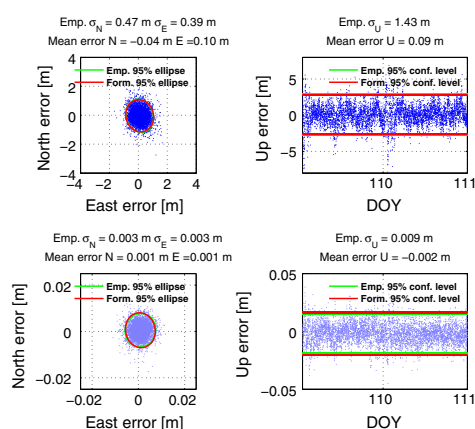 Emp. σN = 0.47 m σE = 0.39 m
Mean error N = −0.04 m E =0.10 m
4
2
0
−2
−4
North error [m]
Emp. 95% ellipse
Form. 95% ellipse
−4 −2 0 2 4
East error [m]
Emp. σU = 1.43 m
Mean error U = 0.09 m
5
0
−5
Up error [m]
Emp. 95% conf. level
Form. 95% conf. level
110 111
DOY
Emp. σN = 0.003 m σE = 0.003 m
Mean error N = 0.001 m E =0.001 m
0.02
0
−0.02
North error [m]
Emp. 95% ellipse
Form. 95% ellipse
−0.02 0 0.02
East error [m]
Emp. σU = 0.009 m
Mean error U = −0.002 m
0.05
0
−0.05
Up error [m]
Emp. 95% conf. level
Form. 95% conf. level
110 111
DOY